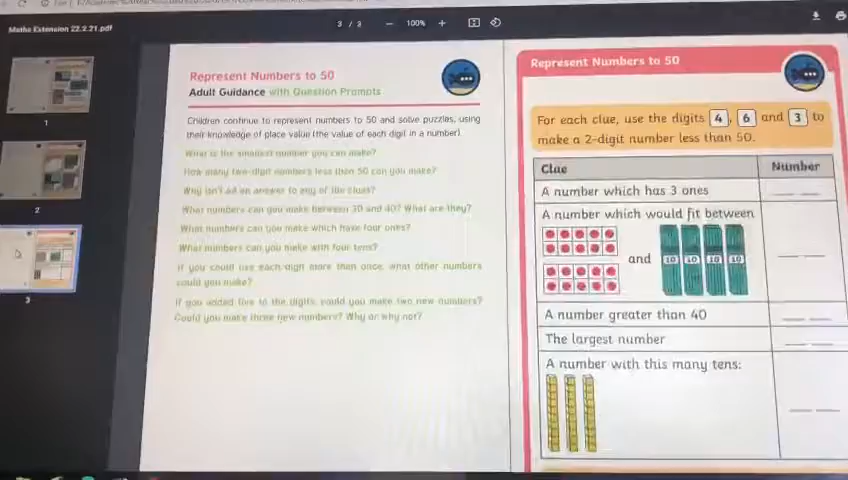 Maths Extension 22.2.21.pdf
3 / 3 — 100% +
1
2
3
Represent Numbers to 50
Adult Guidance with Question Prompts
Children continue to represent numbers to 50 and solve puzzles, using
their knowledge of place value (the value of each digit in a number).
What is the smallest number you can make?
How many two-digit numbers less than 50 can you make?
Why isn't 64 an answer to any of the clues?
What numbers can you make between 30 and 40? What are they?
What numbers can you make which have four ones?
What numbers can you make with four tens?
If you could use each digit more than once, what other numbers
could you make?
If you added five to the digits, could you make two new numbers?
Could you make three new numbers? Why or why not?
Represent Numbers to 50
For each clue, use the digits 4, 6 and 3 to
make a 2-digit number less than 50.
Clue Number
A number which has 3 ones
A number which would fit between
and 10 10 10 10
A number greater than 40
The largest number
A number with this many tens: